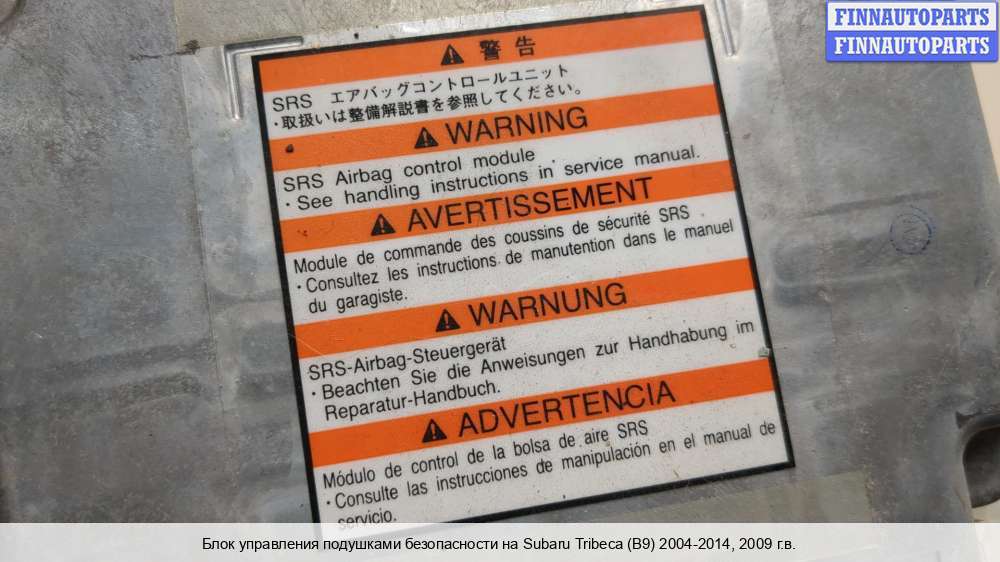 FINNAUTOPARTS
FINNAUTOPARTS
警告
SRS エアバッグコントロールユニット
・取扱いは整備解説書を参照してください。
WARNING
SRS Airbag control module
· See handling instructions in service manual.
AVERTISSEMENT
Module de commande des coussins de sécurité SRS
· Consultez les instructions de manutention dans le manuel
du garagiste.
WARNUNG
SRS-Airbag-Steuergerät
· Beachten Sie die Anweisungen zur Handhabung im
Reparatur-Handbuch.
ADVERTENCIA
Módulo de control de la bolsa de aire SRS
· Consulte las instrucciones de manipulación en el manual de
servicio.
Блок управления подушками безопасности на Subaru Tribeca (B9) 2004-2014, 2009 г.в.